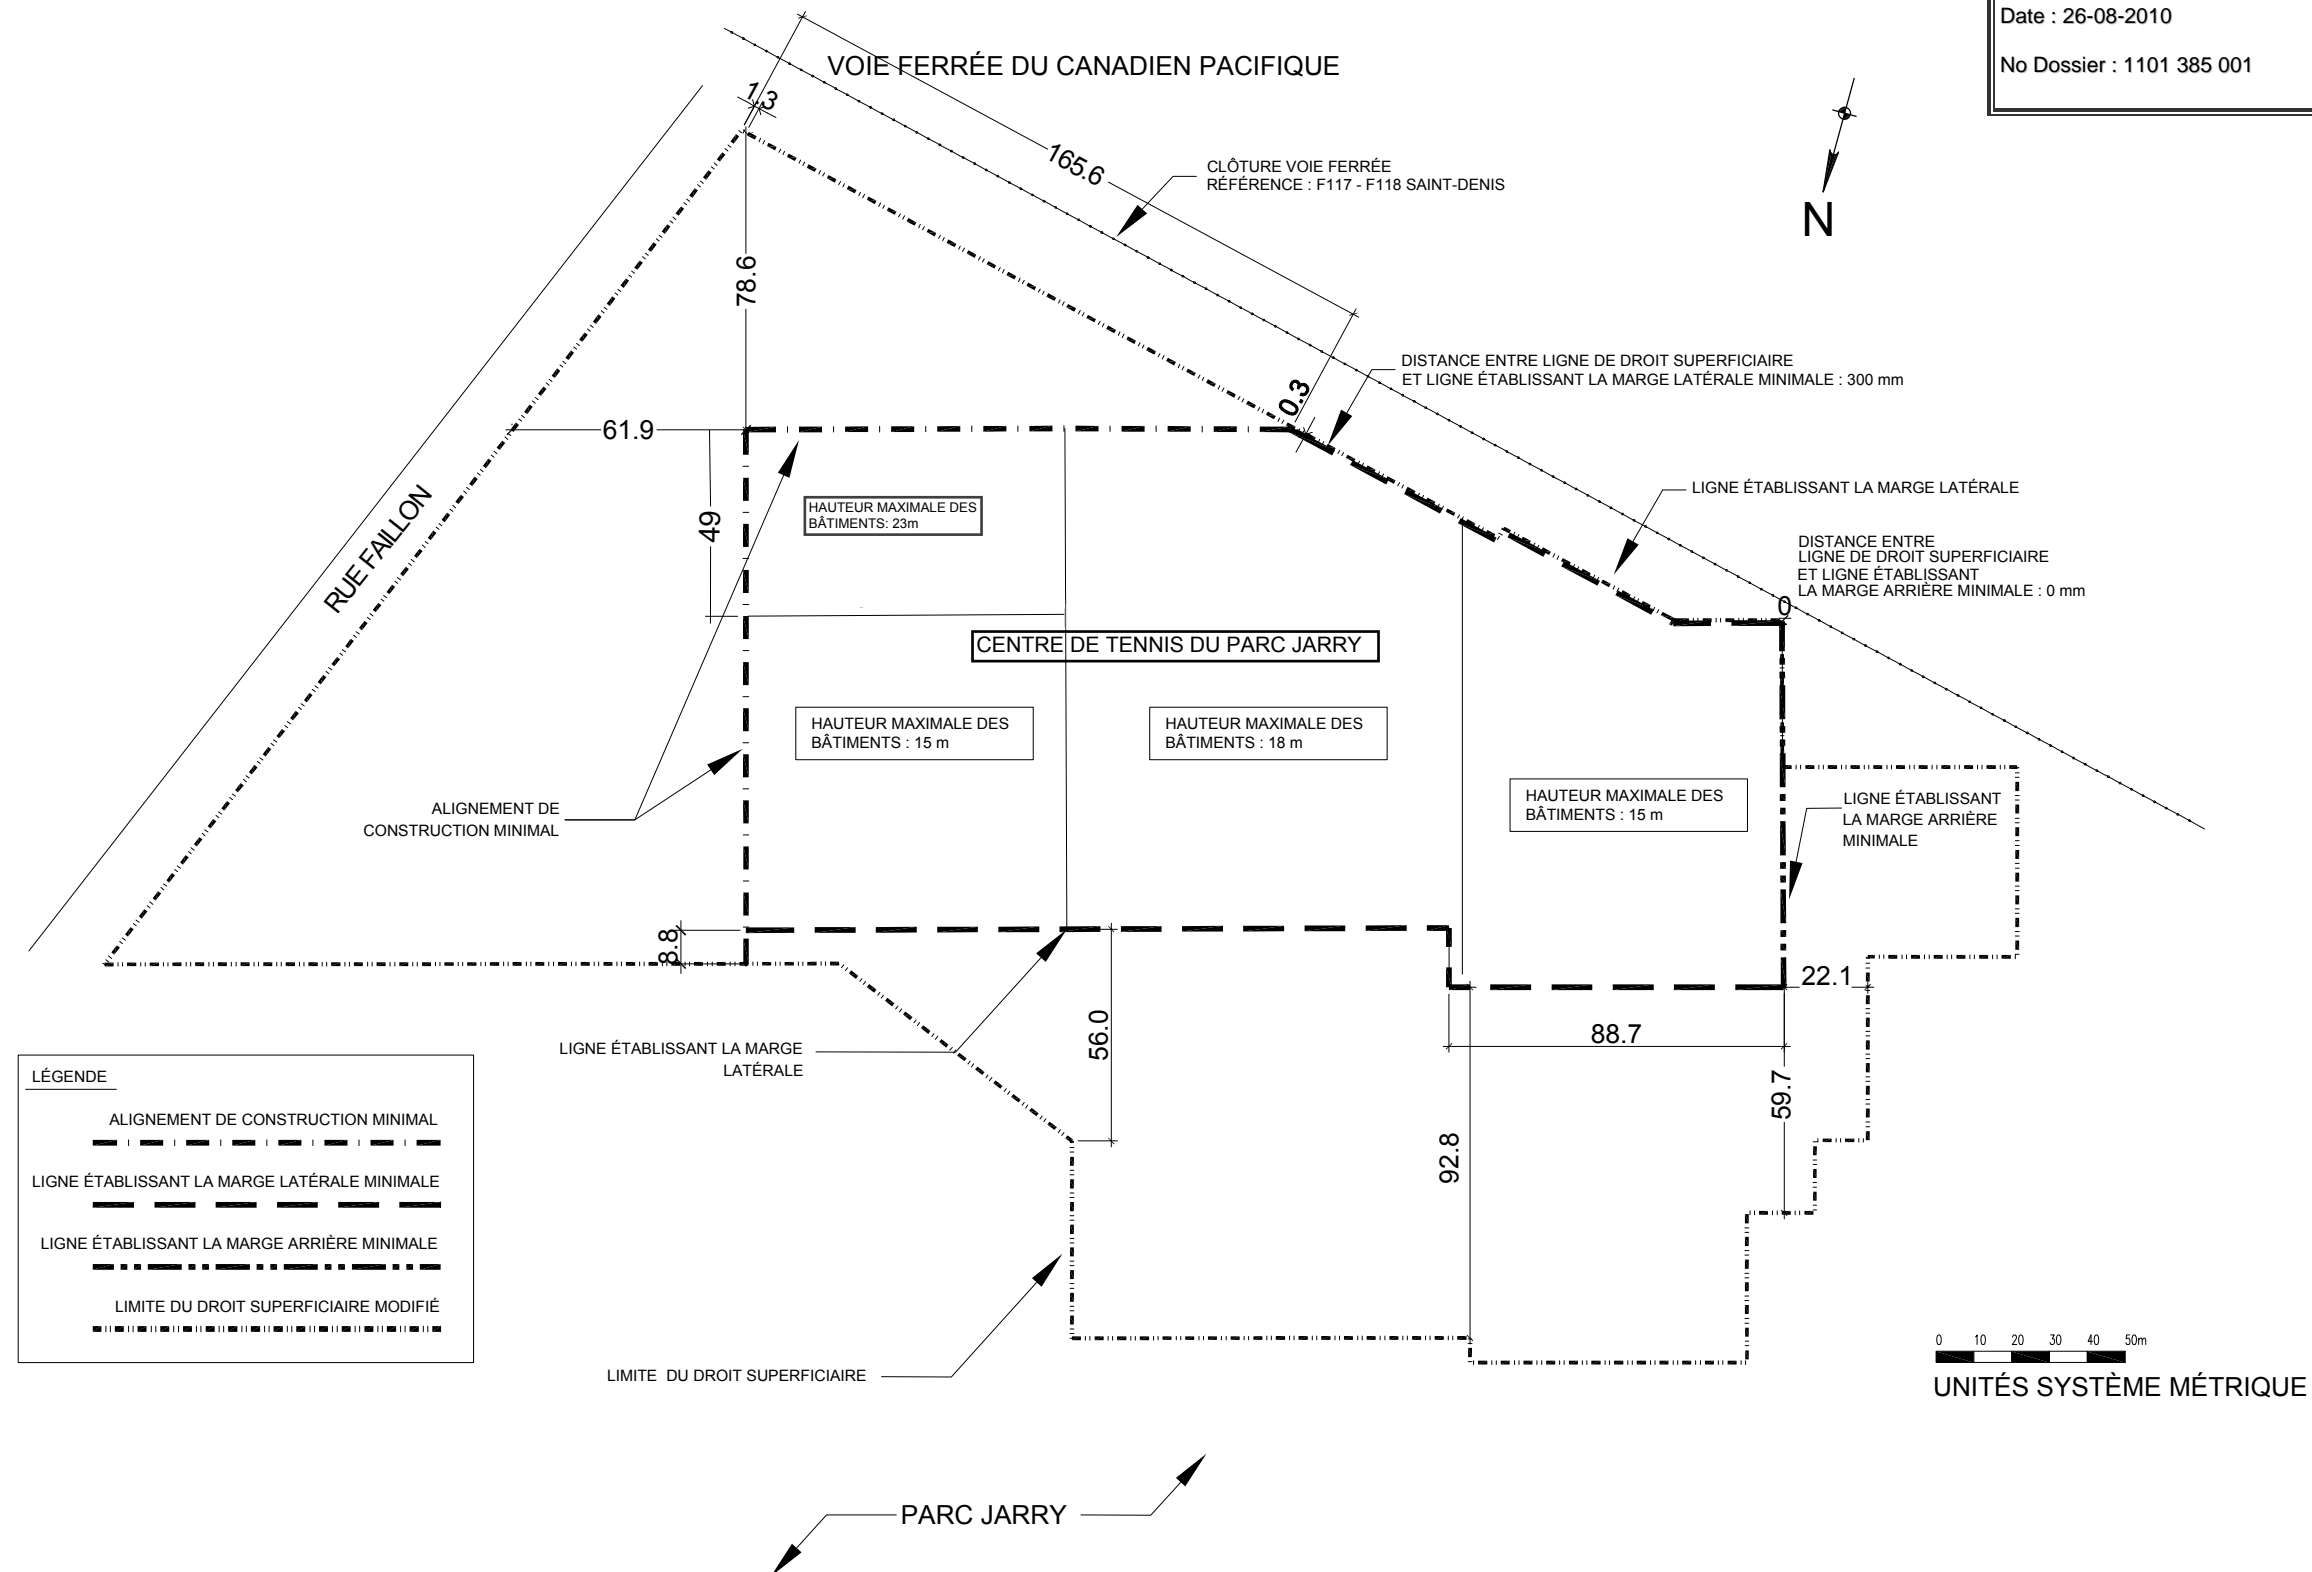 Date : 26-08-2010
No Dossier : 1101 385 001
VOIE FERRÉE DU CANADIEN PACIFIQUE
1.3
165.6
CLÔTURE VOIE FERRÉE
RÉFÉRENCE : F117 - F118 SAINT-DENIS
N
78.6
DISTANCE ENTRE LIGNE DE DROIT SUPERFICIAIRE
ET LIGNE ÉTABLISSANT LA MARGE LATÉRALE MINIMALE : 300 mm
0.3
61.9
LIGNE ÉTABLISSANT LA MARGE LATÉRALE
RUE FAILLON
49
HAUTEUR MAXIMALE DES
BÂTIMENTS: 23m
DISTANCE ENTRE
LIGNE DE DROIT SUPERFICIAIRE
ET LIGNE ÉTABLISSANT
LA MARGE ARRIÈRE MINIMALE : 0 mm
0
CENTRE DE TENNIS DU PARC JARRY
HAUTEUR MAXIMALE DES
BÂTIMENTS : 15 m
HAUTEUR MAXIMALE DES
BÂTIMENTS : 18 m
HAUTEUR MAXIMALE DES
BÂTIMENTS : 15 m
LIGNE ÉTABLISSANT
LA MARGE ARRIÈRE
MINIMALE
ALIGNEMENT DE
CONSTRUCTION MINIMAL
8.8
22.1
56.0
88.7
LIGNE ÉTABLISSANT LA MARGE
LATÉRALE
59.7
92.8
LÉGENDE
ALIGNEMENT DE CONSTRUCTION MINIMAL
LIGNE ÉTABLISSANT LA MARGE LATÉRALE MINIMALE
LIGNE ÉTABLISSANT LA MARGE ARRIÈRE MINIMALE
LIMITE DU DROIT SUPERFICIAIRE MODIFIÉ
LIMITE DU DROIT SUPERFICIAIRE
0 10 20 30 40 50m
UNITÉS SYSTÈME MÉTRIQUE
PARC JARRY